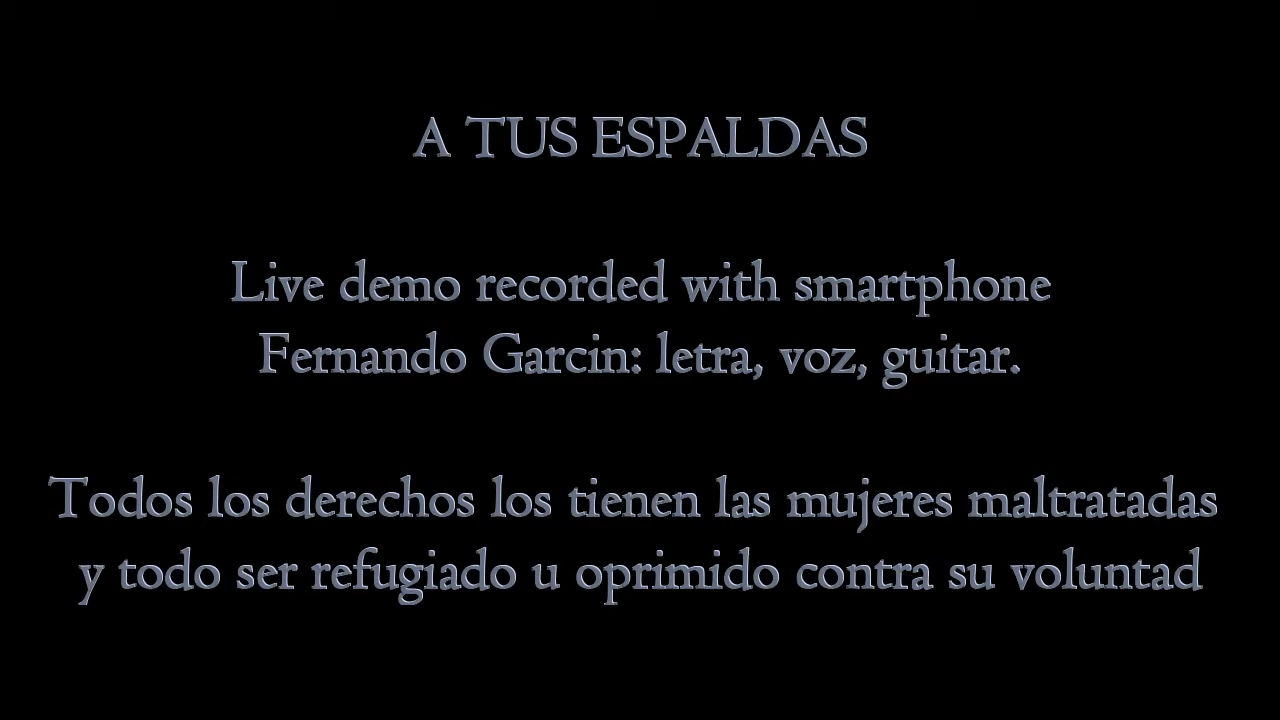 A TUS ESPALDAS
Live demo recorded with smartphone
Fernando Garcin: letra, voz, guitar.
Todos los derechos los tienen las mujeres maltratadas
y todo ser refugiado u oprimido contra su voluntad